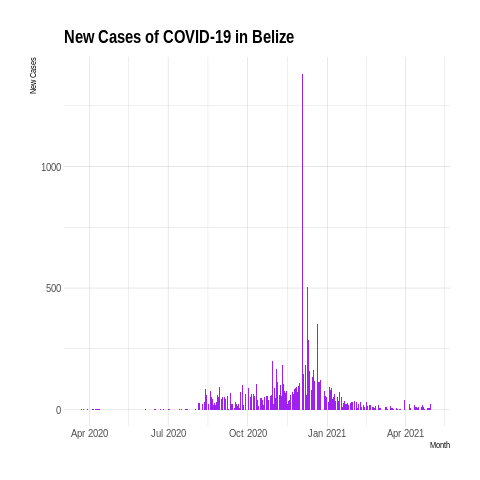 New Cases of COVID-19 in Belize
New Cases
1000
500
0
Apr 2020 Jul 2020 Oct 2020 Jan 2021 Apr 2021
Month